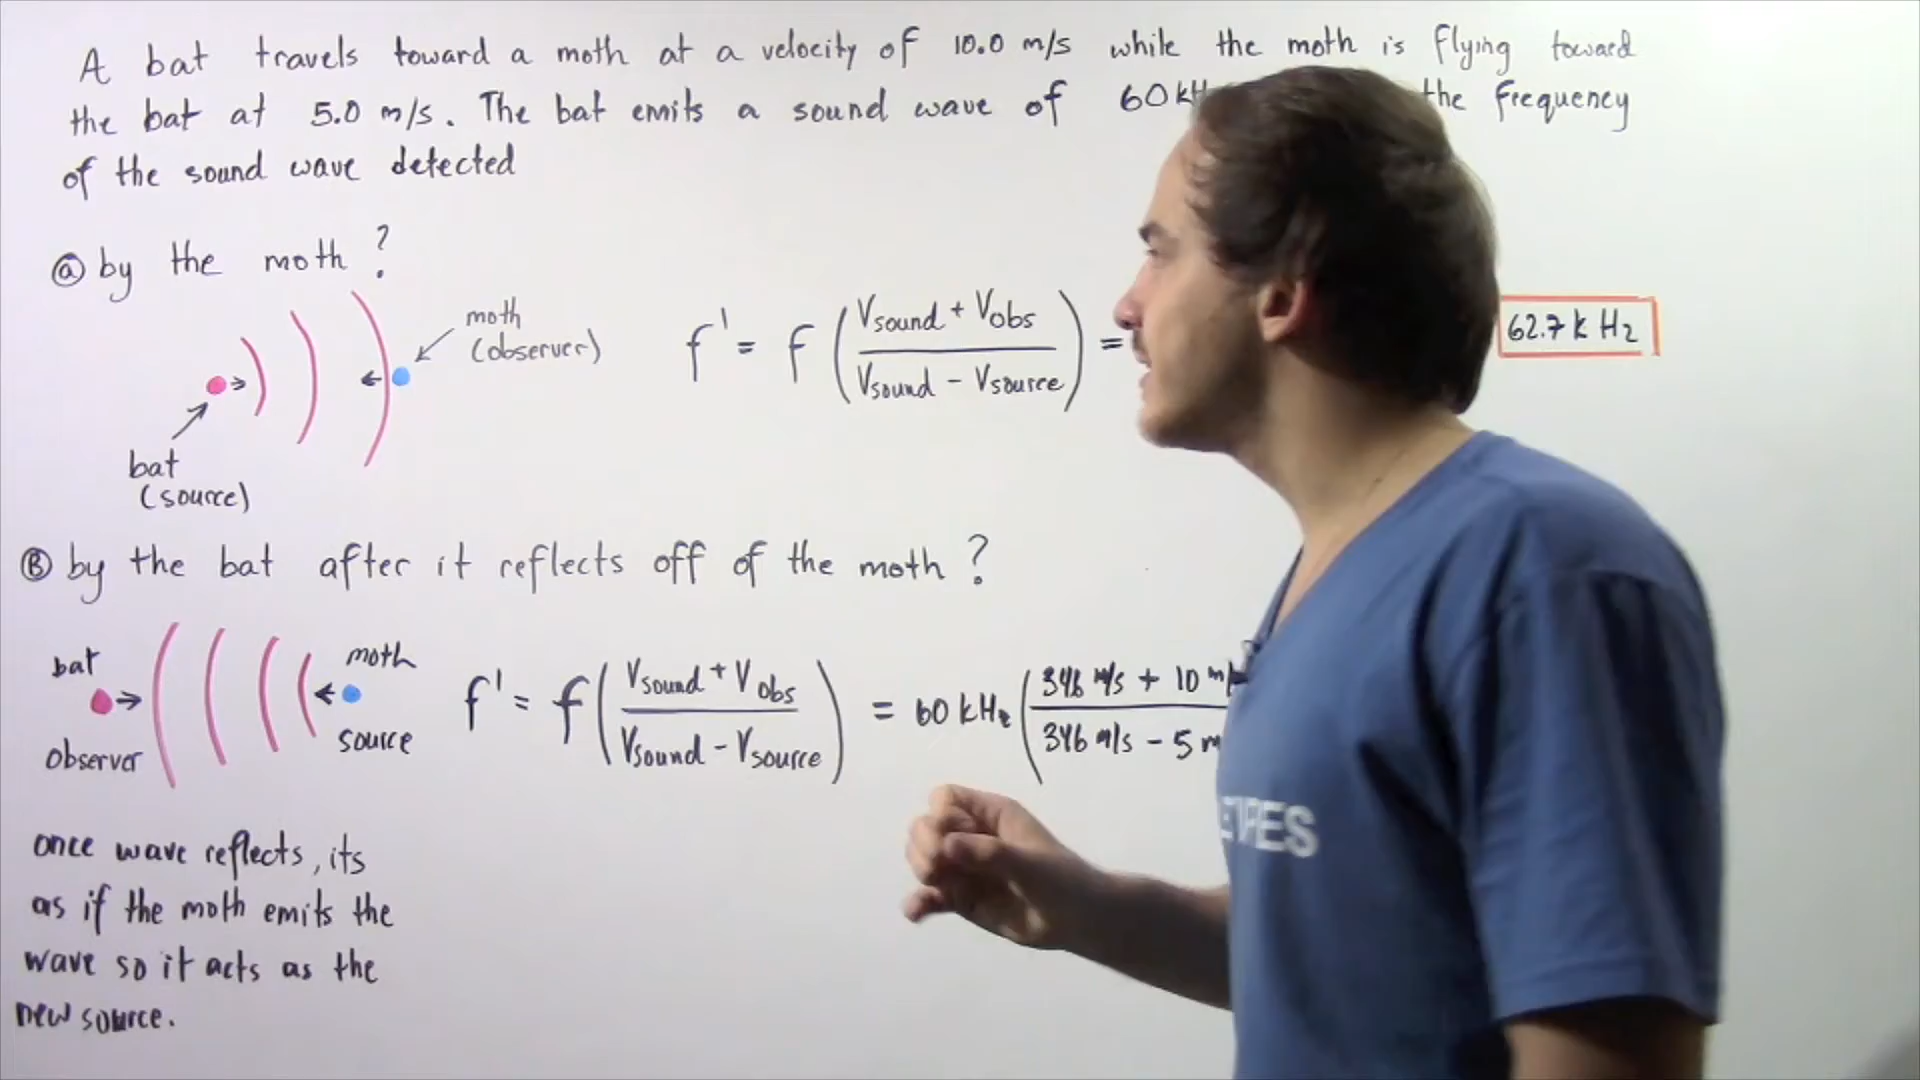 A bat travels toward a moth at a velocity of 10.0 m/s while the moth is flying toward
the bat at 5.0 m/s. The bat emits a sound wave of 60 kH the frequency
of the sound wave detected
(a) by the moth?
moth
(observer)
bat
(source)
f' = f (Vsound + Vobs / Vsound - Vsource) =
62.7 k Hz
(B) by the bat after it reflects off of the moth?
bat
observer
moth
source
f' = f (Vsound + Vobs / Vsound - Vsource) = 60 kHz (346 m/s + 10 m/ / 346 m/s - 5 m
once wave reflects, its
as if the moth emits the
wave so it acts as the
new source.